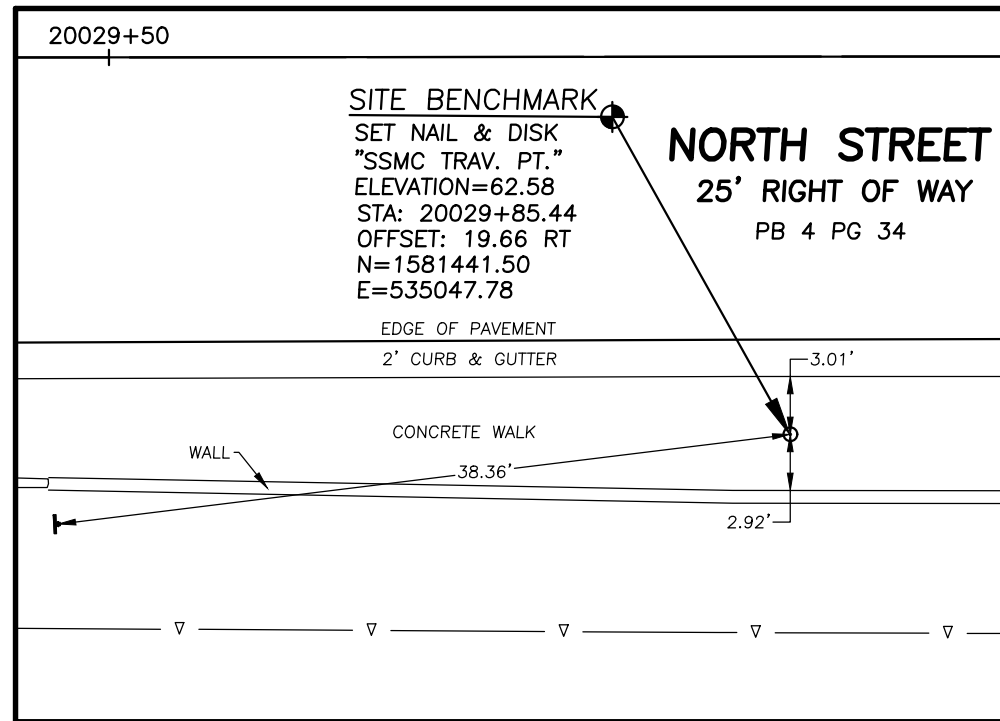 20029+50
SITE BENCHMARK
SET NAIL & DISK
"SSMC TRAV. PT."
ELEVATION=62.58
STA: 20029+85.44
OFFSET: 19.66 RT
N=1581441.50
E=535047.78
NORTH STREET
25' RIGHT OF WAY
PB 4 PG 34
EDGE OF PAVEMENT
2' CURB & GUTTER
3.01'
CONCRETE WALK
WALL
38.36'
2.92'